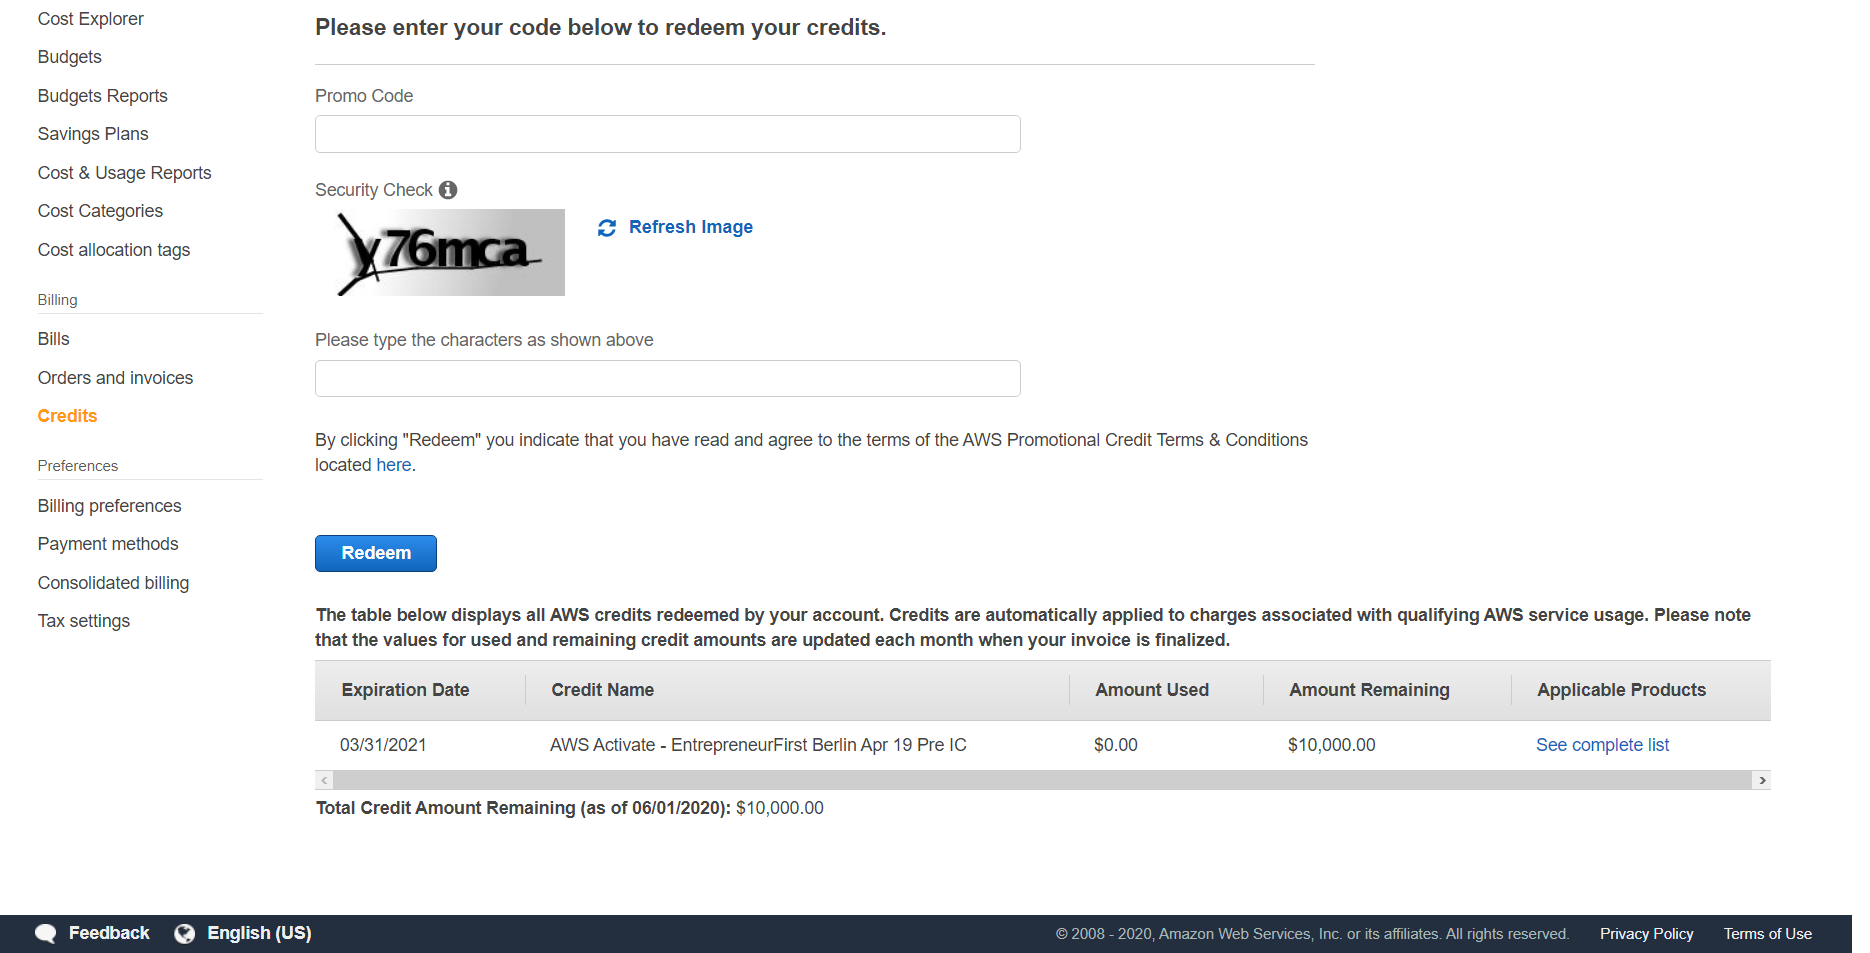 Cost Explorer
Budgets
Budgets Reports
Savings Plans
Cost & Usage Reports
Cost Categories
Cost allocation tags
Billing
Bills
Orders and invoices
Credits
Preferences
Billing preferences
Payment methods
Consolidated billing
Tax settings
Please enter your code below to redeem your credits.
Promo Code
Security Check
y76mca
Refresh Image
Please type the characters as shown above
By clicking "Redeem" you indicate that you have read and agree to the terms of the AWS Promotional Credit Terms & Conditions
located here.
Redeem
The table below displays all AWS credits redeemed by your account. Credits are automatically applied to charges associated with qualifying AWS service usage. Please note
that the values for used and remaining credit amounts are updated each month when your invoice is finalized.
Expiration Date Credit Name Amount Used Amount Remaining Applicable Products
03/31/2021 AWS Activate - EntrepreneurFirst Berlin Apr 19 Pre IC $0.00 $10,000.00 See complete list
Total Credit Amount Remaining (as of 06/01/2020): $10,000.00
Feedback English (US) © 2008 - 2020, Amazon Web Services, Inc. or its affiliates. All rights reserved. Privacy Policy Terms of Use